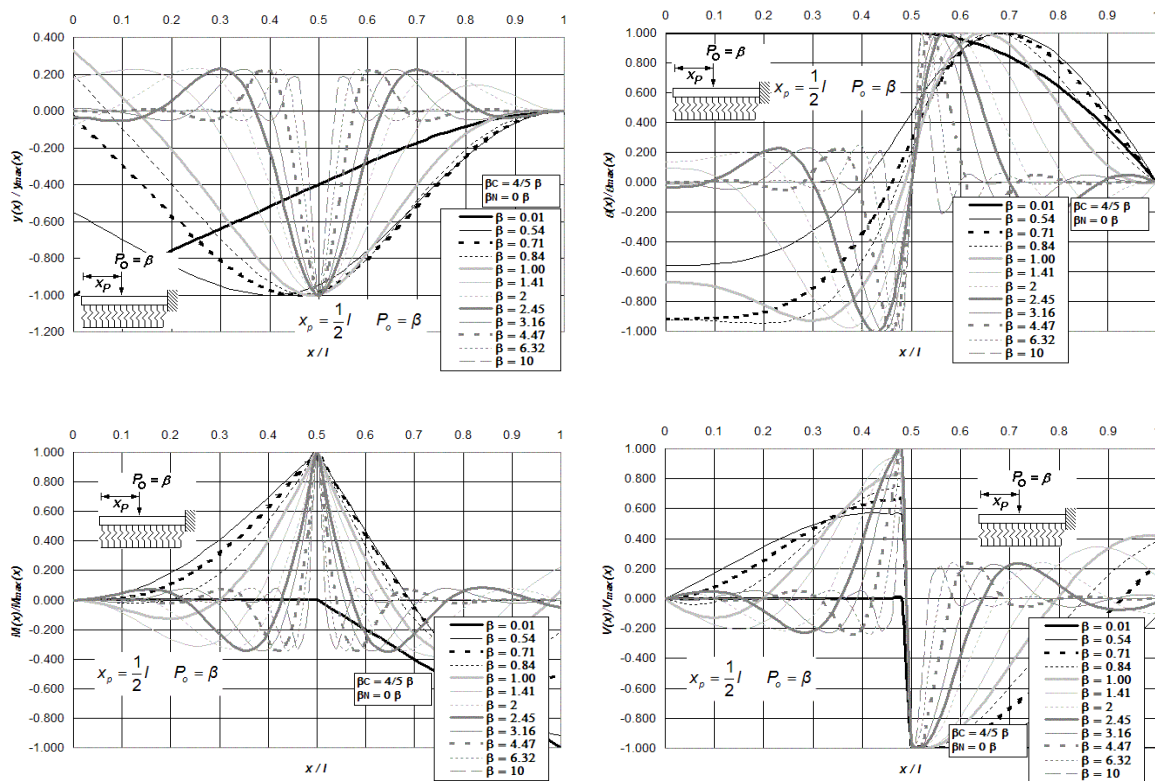 0 0.1 0.2 0.3 0.4 0.5 0.6 0.7 0.8 0.9 1
0.400
0.200
0.000
-0.200
-0.400
-0.600
-0.800
-1.000
-1.200
y(x) / ymax(x)
Po = β
xp
xp = 1/2 l Po = β
x / l
βC = 4/5 β
βN = 0 β
β = 0.01
β = 0.54
β = 0.71
β = 0.84
β = 1.00
β = 1.41
β = 2
β = 2.45
β = 3.16
β = 4.47
β = 6.32
β = 10
0 0.1 0.2 0.3 0.4 0.5 0.6 0.7 0.8 0.9 1
1.000
0.800
0.600
0.400
0.200
0.000
-0.200
-0.400
-0.600
-0.800
-1.000
Po = β
xp
xp = 1/2 l Po = β
x / l
βC = 4/5 β
βN = 0 β
β = 0.01
β = 0.54
β = 0.71
β = 0.84
β = 1.00
β = 1.41
β = 2
β = 2.45
β = 3.16
β = 4.47
β = 6.32
β = 10
0 0.1 0.2 0.3 0.4 0.5 0.6 0.7 0.8 0.9 1
1.000
0.800
0.600
0.400
0.200
0.000
-0.200
-0.400
-0.600
-0.800
-1.000
M(x)/Mmax(x)
Po = β
xp
xp = 1/2 l Po = β
x / l
βC = 4/5 β
βN = 0 β
β = 0.01
β = 0.54
β = 0.71
β = 0.84
β = 1.00
β = 1.41
β = 2
β = 2.45
β = 3.16
β = 4.47
β = 6.32
β = 10
0 0.1 0.2 0.3 0.4 0.5 0.6 0.7 0.8 0.9 1
1.000
0.800
0.600
0.400
0.200
0.000
-0.200
-0.400
-0.600
-0.800
-1.000
V(x)/Vmax(x)
Po = β
xp
xp = 1/2 l Po = β
x / l
βC = 4/5 β
βN = 0 β
β = 0.01
β = 0.54
β = 0.71
β = 0.84
β = 1.00
β = 1.41
β = 2
β = 2.45
β = 3.16
β = 4.47
β = 6.32
β = 10